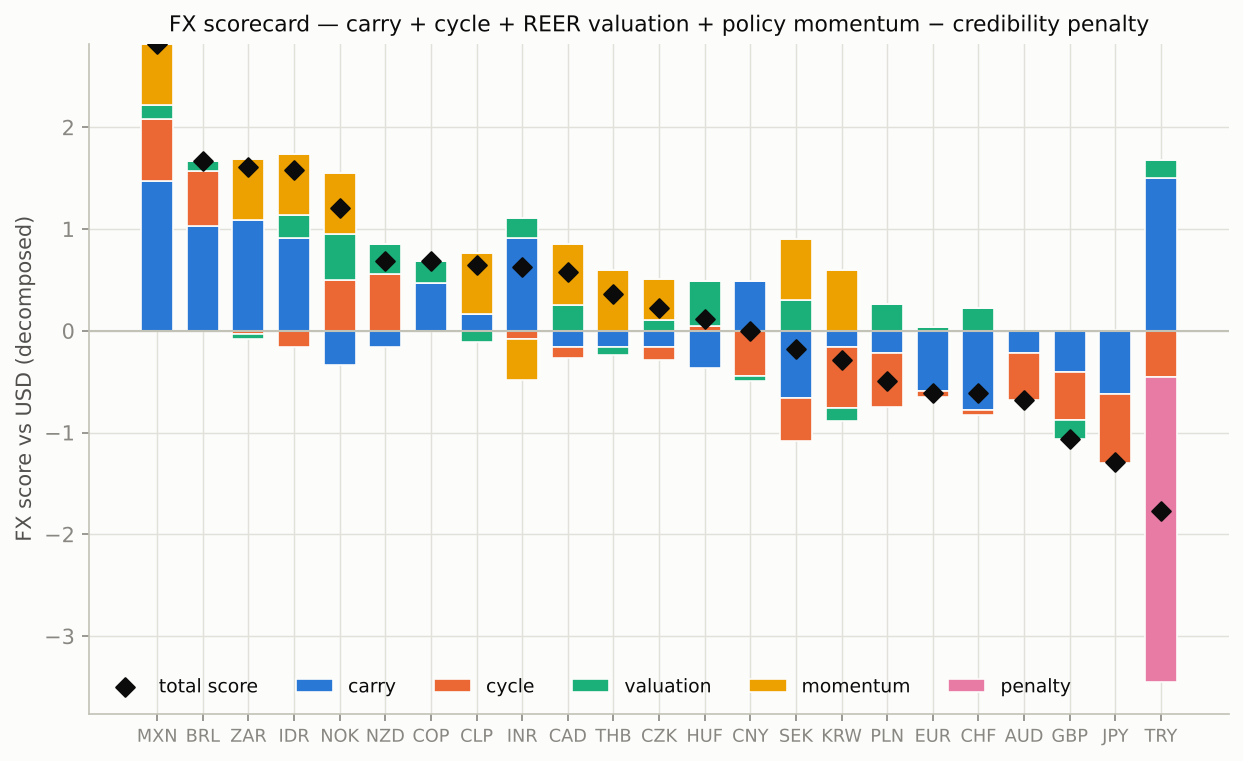 FX scorecard — carry + cycle + REER valuation + policy momentum − credibility penalty
FX score vs USD (decomposed)
2
1
0
−1
−2
−3
total score carry cycle valuation momentum penalty
MXN BRL ZAR IDR NOK NZD COP CLP INR CAD THB CZK HUF CNY SEK KRW PLN EUR CHF AUD GBP JPY TRY